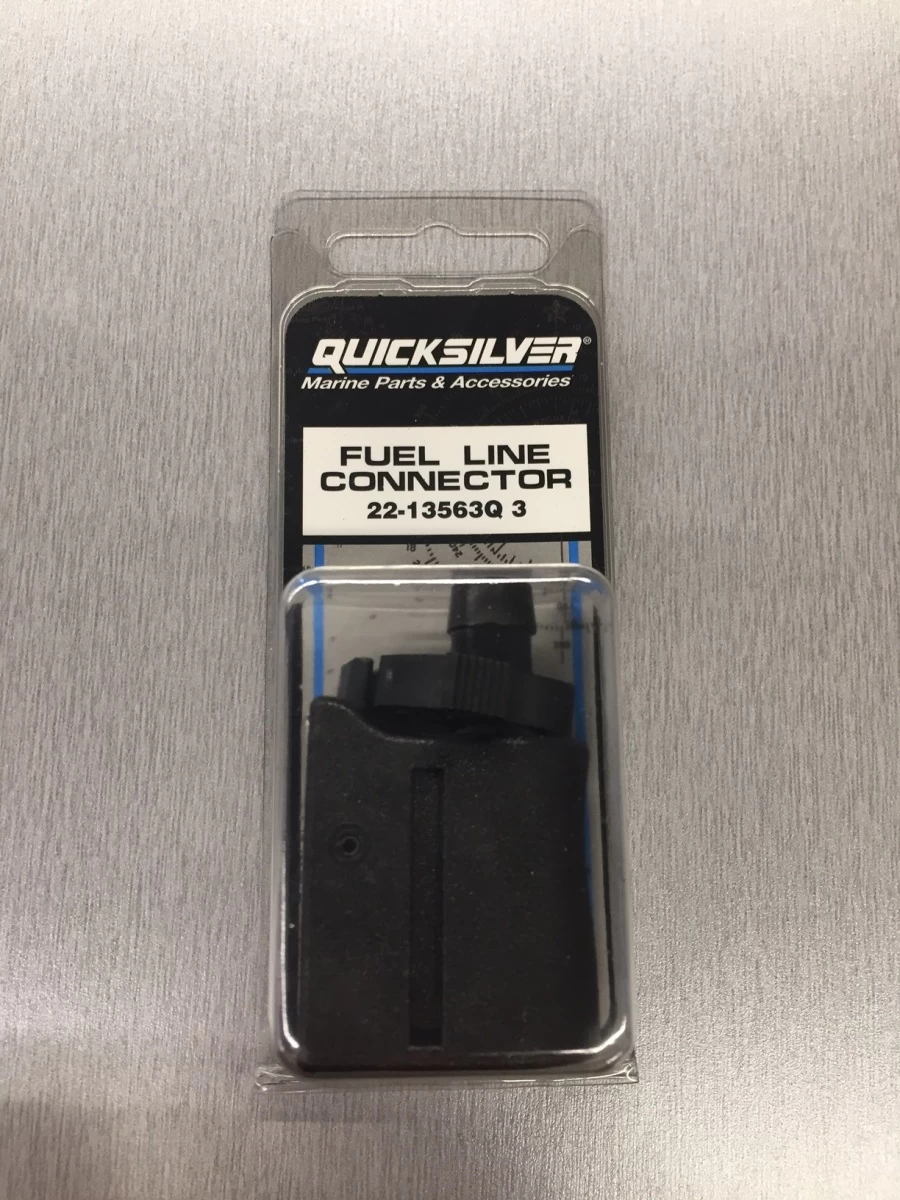 QUICKSILVER®
Marine Parts & Accessories
FUEL LINE
CONNECTOR
22-13563Q 3